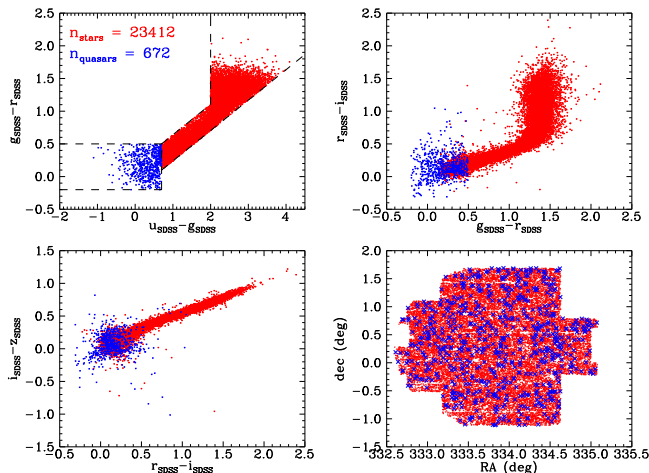 n_stars = 23412
n_quasars = 672
g_SDSS−r_SDSS
2.0
1.5
1.0
0.5
0.0
−0.5
−2 −1 0 1 2 3 4
u_SDSS−g_SDSS
r_SDSS−i_SDSS
2.5
2.0
1.5
1.0
0.5
0.0
−0.5
0.0 0.5 1.0 1.5 2.0 2.5
g_SDSS−r_SDSS
i_SDSS−z_SDSS
1.5
1.0
0.5
0.0
−0.5
−1.0
−1.5
−0.5 0.0 0.5 1.0 1.5 2.0 2.5
r_SDSS−i_SDSS
dec (deg)
2.0
1.5
1.0
0.5
0.0
−0.5
−1.0
−1.5
332.5 333.0 333.5 334.0 334.5 335.0 335.5
RA (deg)